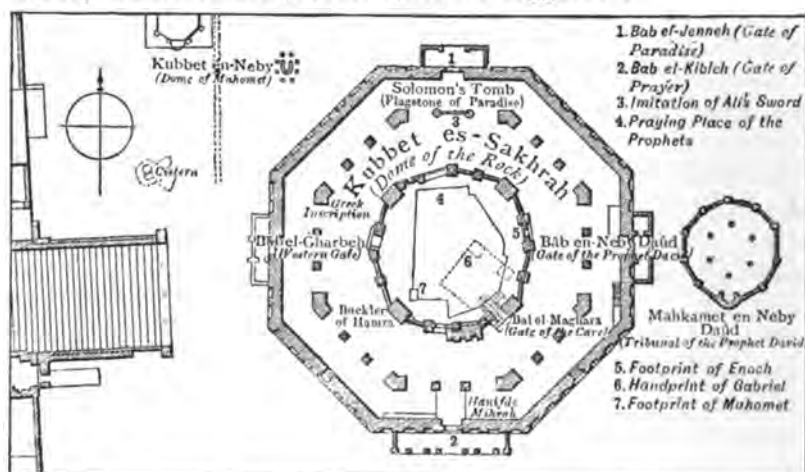 Kubbet en-Neby
(Dome of Mahomet)
Cistern
1
Solomon's Tomb
(Flagstone of Paradise)
3
Kubbet es-Sakhrah
(Dome of the Rock)
Greek
Inscription
4
5
6
7
Bâb el-Gharbeh
(Western Gate)
Bâb en-Neby Dâûd
(Gate of the Prophet David)
Buckler
of Hamza
Bab el-Maghara
(Gate of the Cave)
Hanifite
Mihrab
2
1. Bab el-Jenneh (Gate of
Paradise)
2. Bab el-Kibleh (Gate of
Prayer)
3. Imitation of Ali's Sword
4. Praying Place of the
Prophets
Mahkamet en Neby
Daûd
(Tribunal of the Prophet David)
5. Footprint of Enoch
6. Handprint of Gabriel
7. Footprint of Mahomet